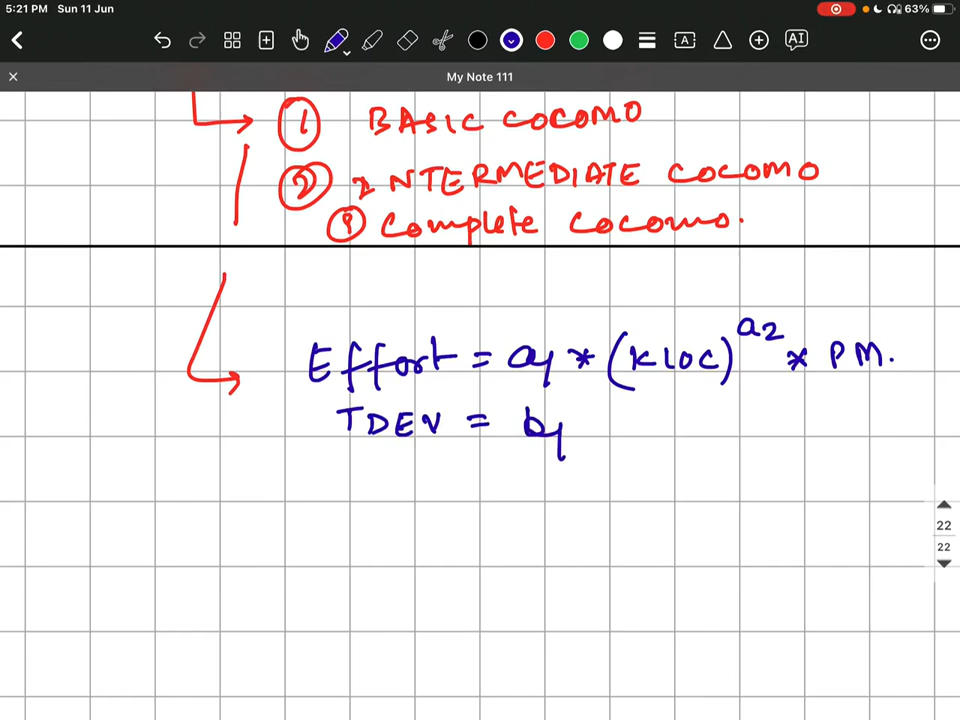 5:21 PM Sun 11 Jun 63%
A AI
My Note 111
① BASIC COCOMO
② INTERMEDIATE COCOMO
③ Complete COCOMO.
Effort = a₁ * (KLOC)^a2 * PM.
TDEV = b₁
22
22